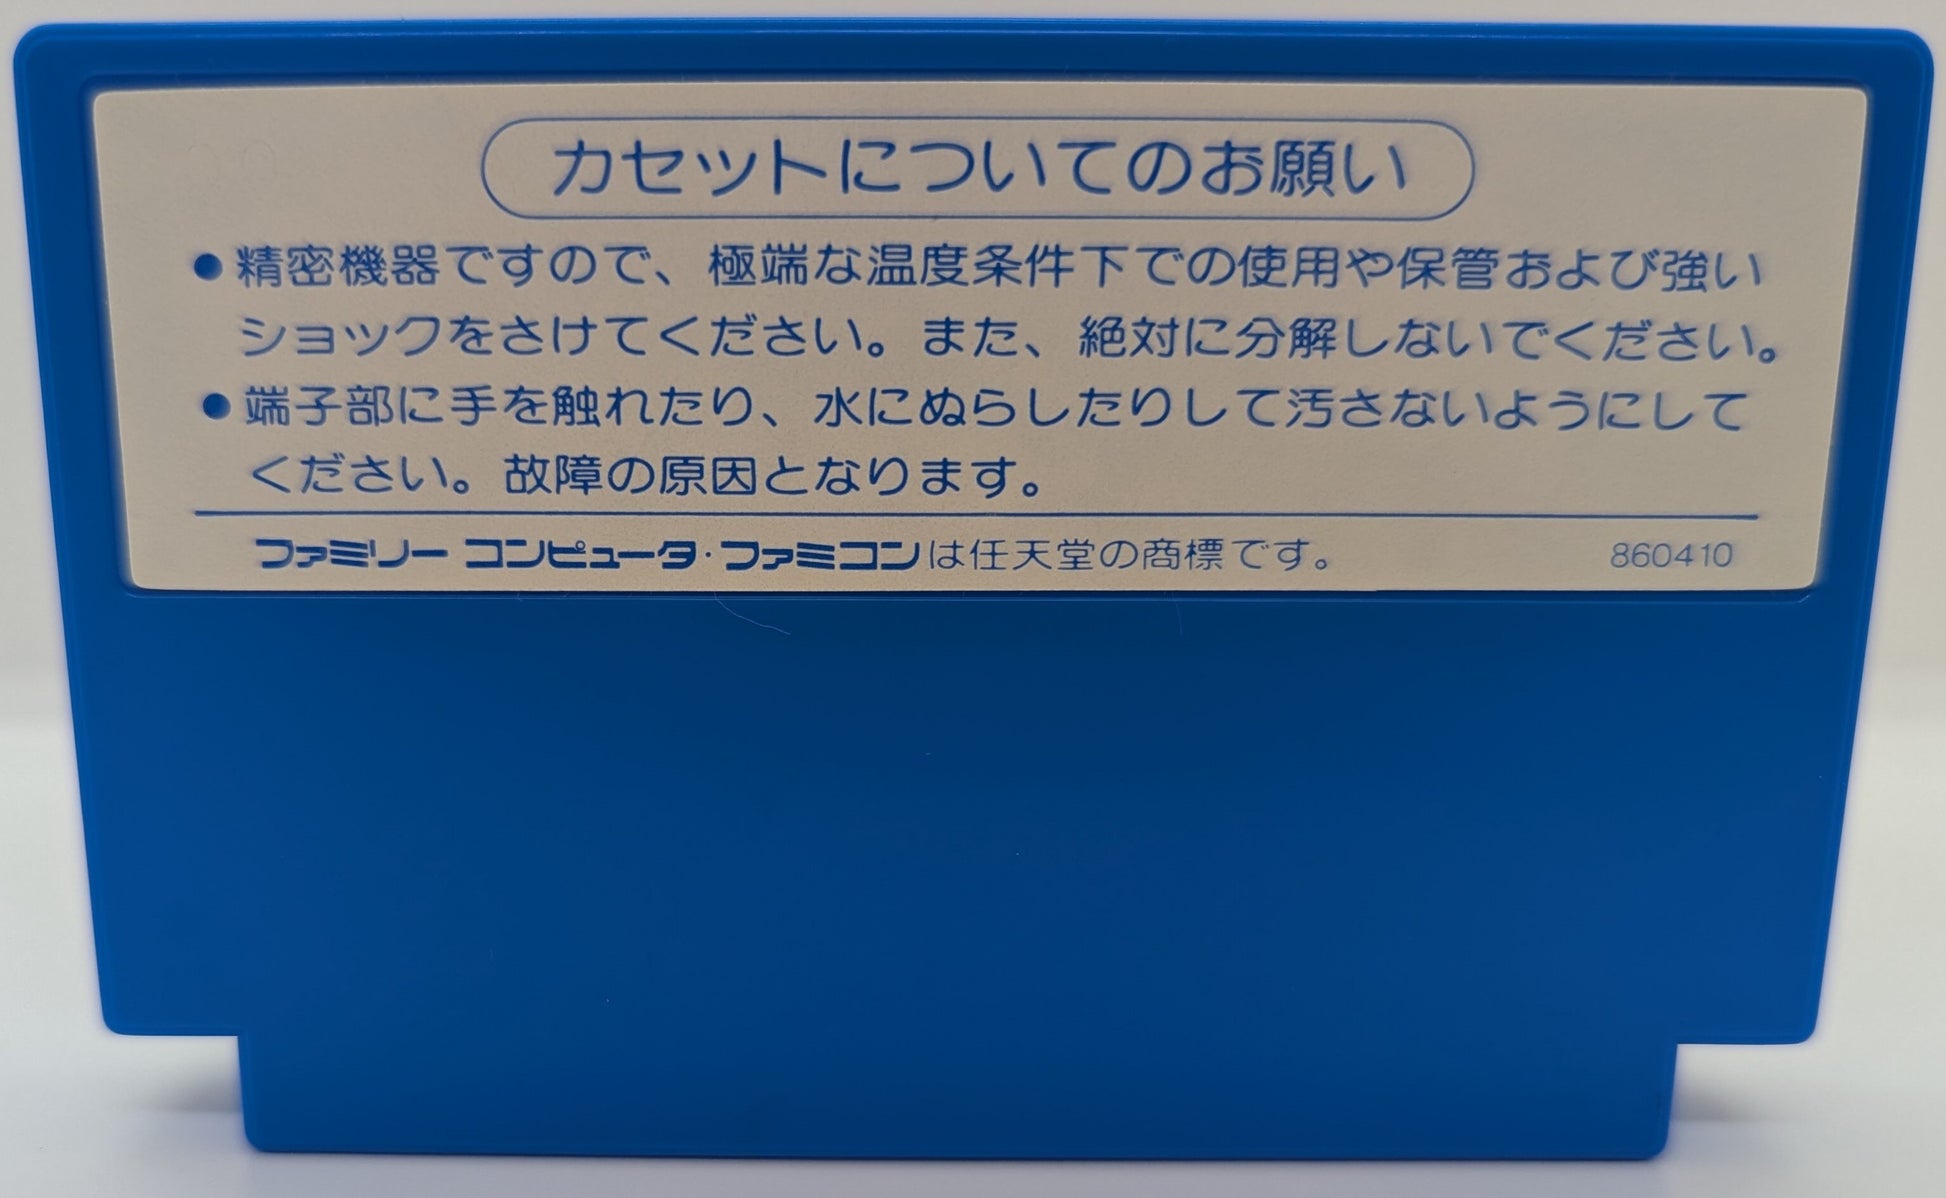 カセットについてのお願い
●精密機器ですので、極端な温度条件下での使用や保管および強い
ショックをさけてください。また、絶対に分解しないでください。
●端子部に手を触れたり、水にぬらしたりして汚さないようにして
ください。故障の原因となります。
ファミリー コンピュータ・ファミコンは任天堂の商標です。 860410